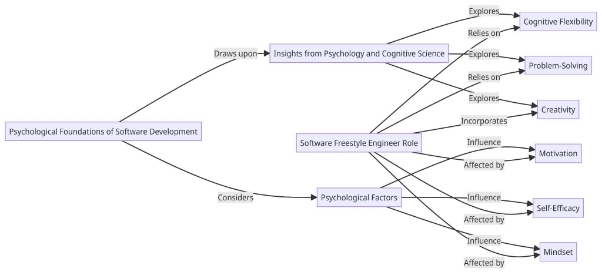 Explores
Cognitive Flexibility
Relies on
Draws upon
Insights from Psychology and Cognitive Science
Explores
Problem-Solving
Relies on
Explores
Creativity
Incorporates
Psychological Foundations of Software Development
Software Freestyle Engineer Role
Influence
Motivation
Affected by
Considers
Psychological Factors
Influence
Self-Efficacy
Affected by
Influence
Mindset
Affected by